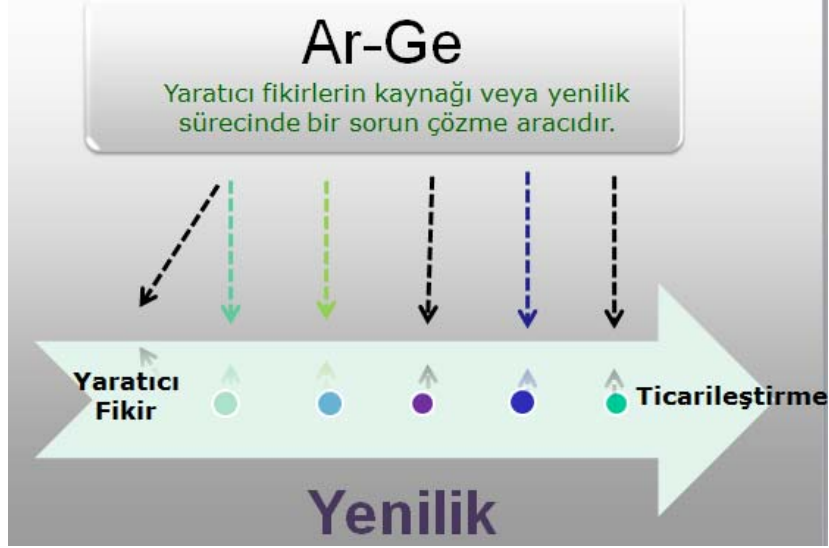 Ar-Ge
Yaratıcı fikirlerin kaynağı veya yenilik
sürecinde bir sorun çözme aracıdır.
Yaratıcı
Fikir
Ticarileştirme
Yenilik